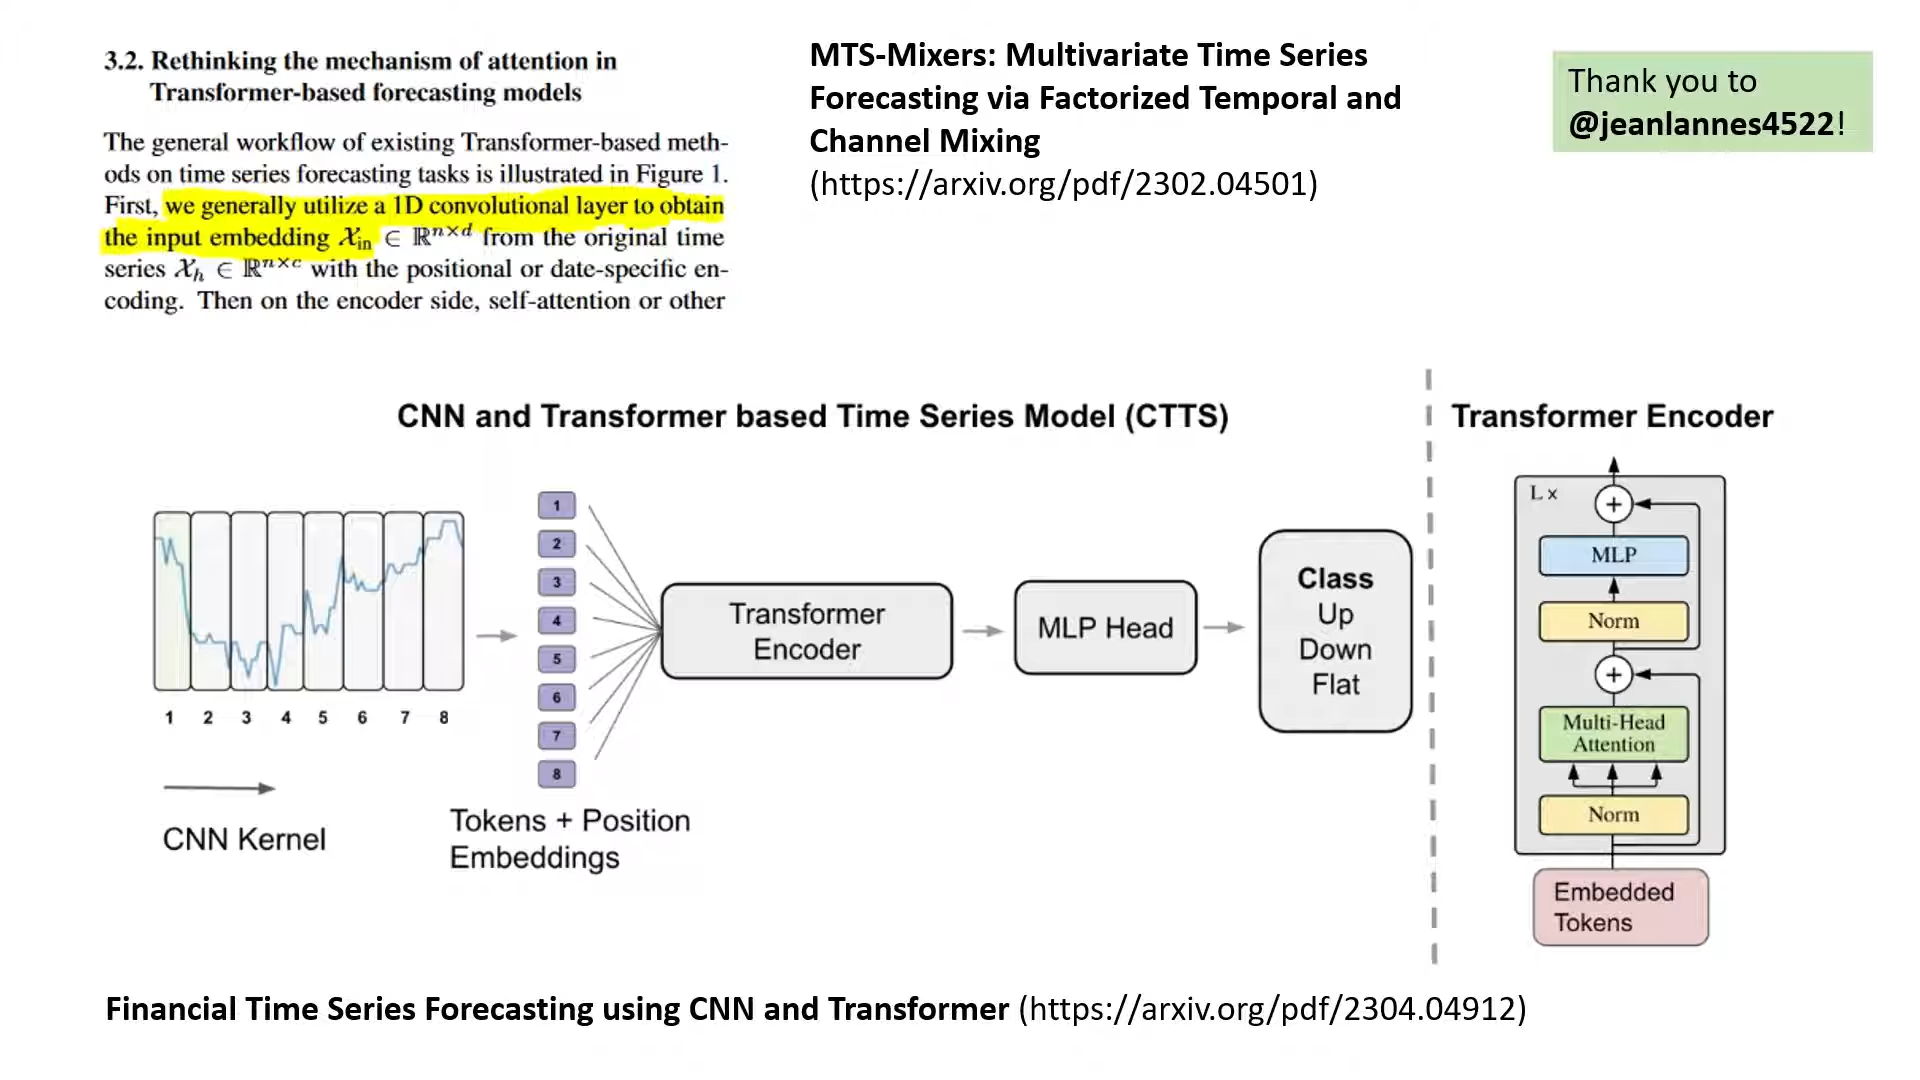 3.2. Rethinking the mechanism of attention in
Transformer-based forecasting models
The general workflow of existing Transformer-based meth-
ods on time series forecasting tasks is illustrated in Figure 1.
First, we generally utilize a 1D convolutional layer to obtain
the input embedding 𝒳in ∈ ℝⁿˣᵈ from the original time
series 𝒳h ∈ ℝⁿˣᶜ with the positional or date-specific en-
coding. Then on the encoder side, self-attention or other
MTS-Mixers: Multivariate Time Series
Forecasting via Factorized Temporal and
Channel Mixing
(https://arxiv.org/pdf/2302.04501)
Thank you to
@jeanlannes4522!
CNN and Transformer based Time Series Model (CTTS)
1 2 3 4 5 6 7 8
CNN Kernel
1
2
3
4
5
6
7
8
Tokens + Position
Embeddings
Transformer
Encoder
MLP Head
Class
Up
Down
Flat
Transformer Encoder
L x
+
MLP
Norm
+
Multi-Head
Attention
Norm
Embedded
Tokens
Financial Time Series Forecasting using CNN and Transformer (https://arxiv.org/pdf/2304.04912)